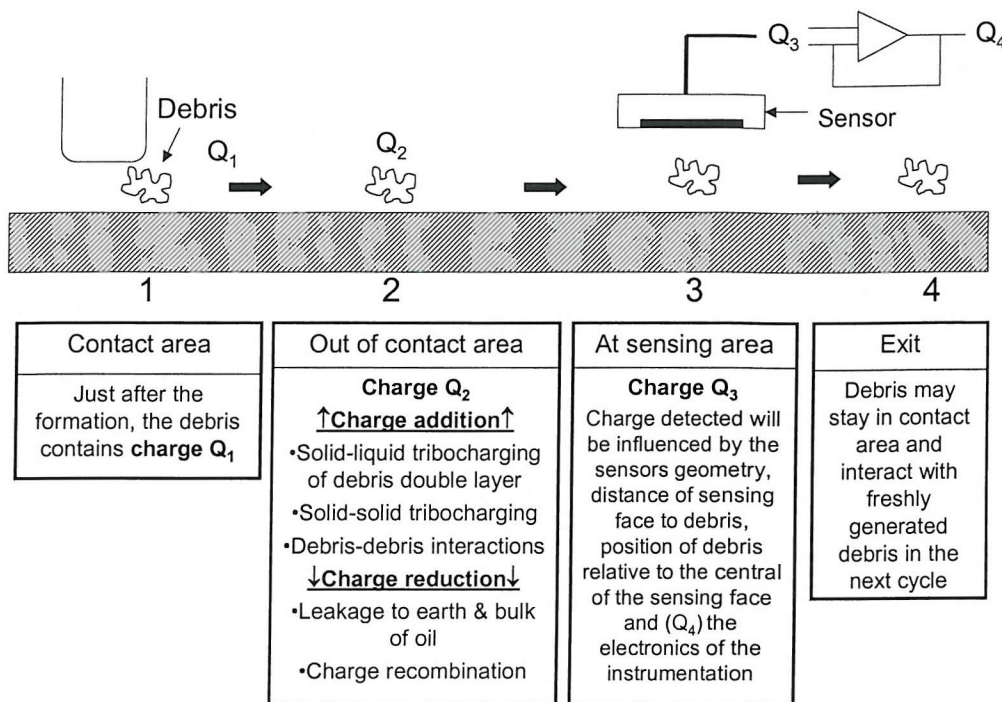 Debris
Q1
Q2
Q3
Q4
Sensor
1
2
3
4
Contact area
Just after the
formation, the debris
contains charge Q1
Out of contact area
Charge Q2
↑Charge addition↑
•Solid-liquid tribocharging
of debris double layer
•Solid-solid tribocharging
•Debris-debris interactions
↓Charge reduction↓
•Leakage to earth & bulk
of oil
•Charge recombination
At sensing area
Charge Q3
Charge detected will
be influenced by the
sensors geometry,
distance of sensing
face to debris,
position of debris
relative to the central
of the sensing face
and (Q4) the
electronics of the
instrumentation
Exit
Debris may
stay in contact
area and
interact with
freshly
generated
debris in the
next cycle